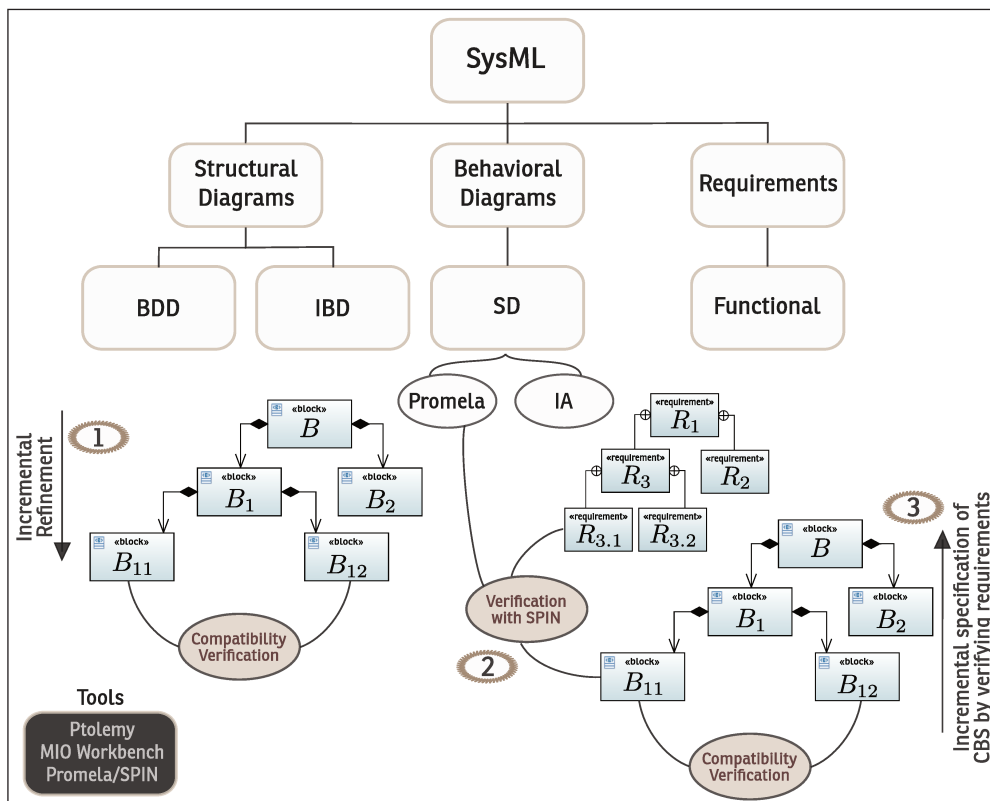 SysML
Structural
Diagrams
Behavioral
Diagrams
Requirements
BDD
IBD
SD
Functional
Promela
IA
Incremental
Refinement
1
«block»
B
«block»
B1
«block»
B2
«block»
B11
«block»
B12
Compatibility
Verification
«requirement»
R1
«requirement»
R3
«requirement»
R2
«requirement»
R3.1
«requirement»
R3.2
Verification
with SPIN
2
3
«block»
B
«block»
B1
«block»
B2
«block»
B11
«block»
B12
Compatibility
Verification
Incremental specification of
CBS by verifying requirements
Tools
Ptolemy
MIO Workbench
Promela/SPIN